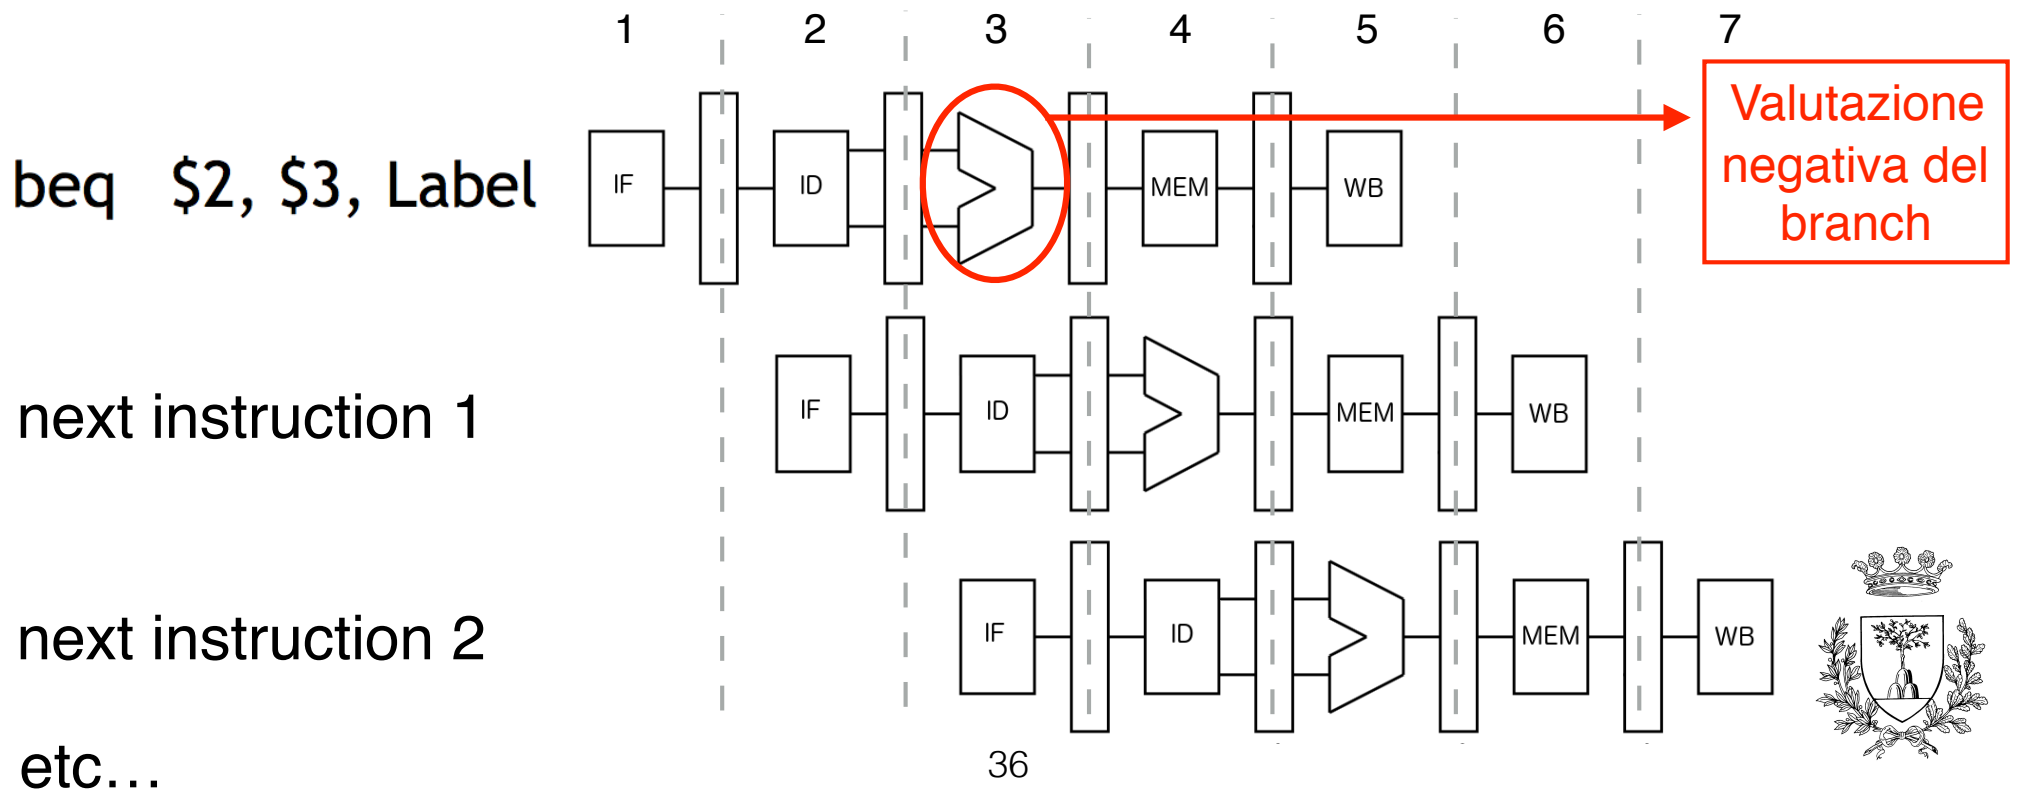 1 2 3 4 5 6 7
beq $2, $3, Label IF ID MEM WB
Valutazione
negativa del
branch
next instruction 1 IF ID MEM WB
next instruction 2 IF ID MEM WB
etc...
36